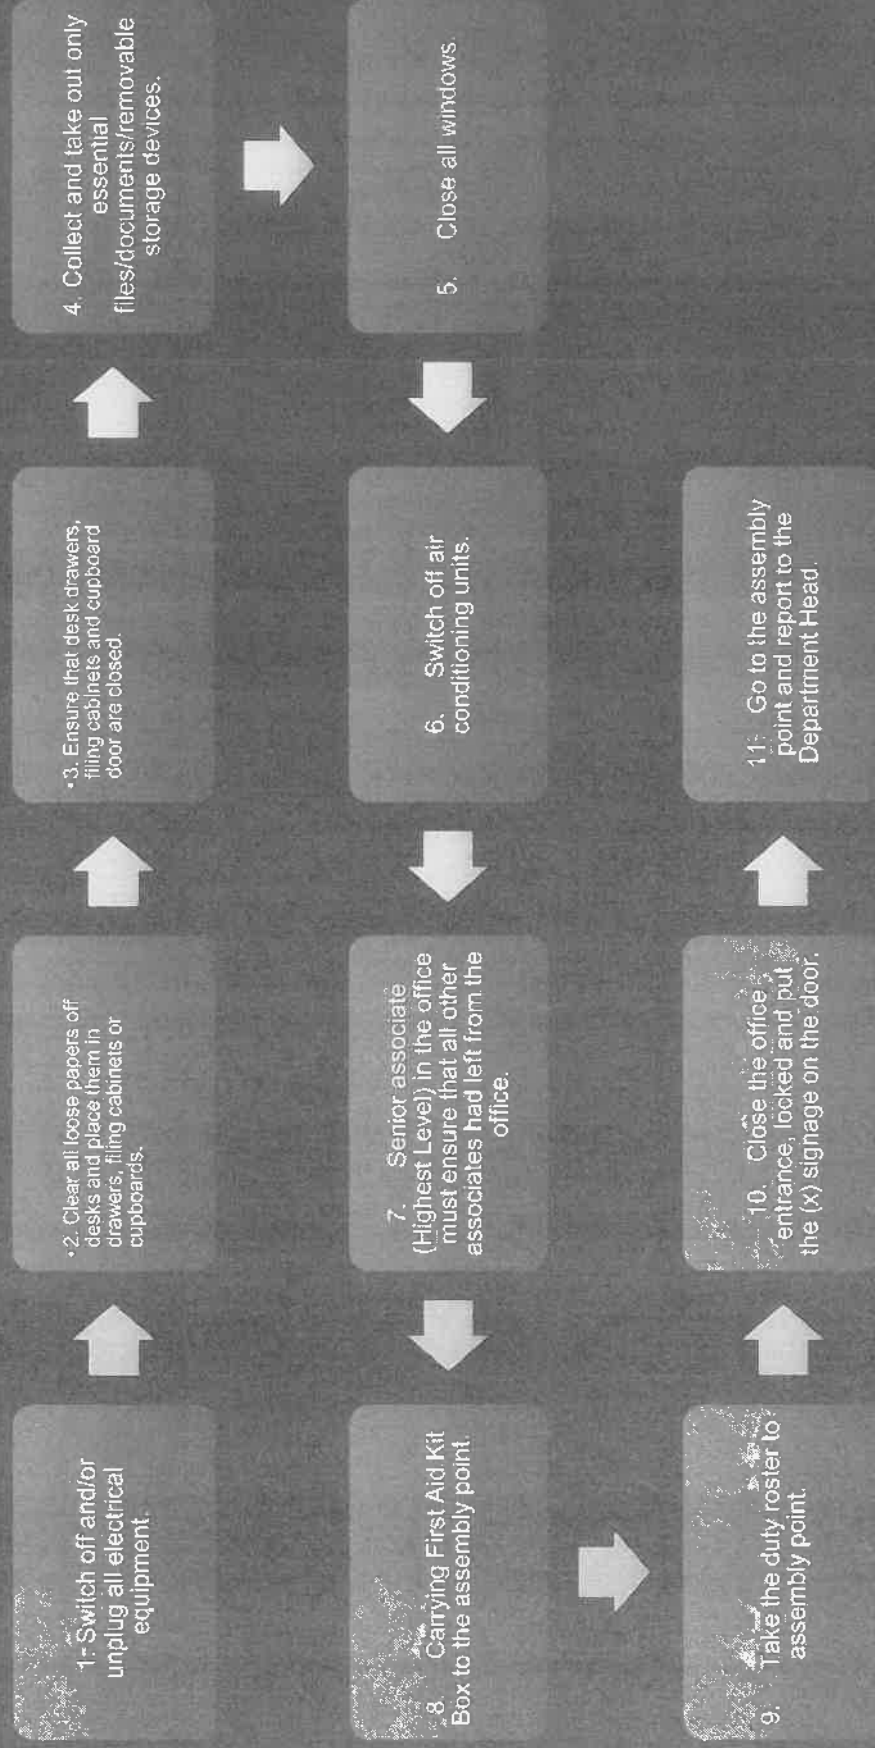 1- Switch off and/or
unplug all electrical
equipment.
• 2. Clear all loose papers off
desks and place them in
drawers, filing cabinets or
cupboards.
• 3. Ensure that desk drawers,
filing cabinets and cupboard
door are closed.
4. Collect and take out only
essential
files/documents/removable
storage devices.
5. Close all windows.
6. Switch off air
conditioning units.
7. Senior associate
(Highest Level) in the office
must ensure that all other
associates had left from the
office.
8. Carrying First Aid Kit
Box to the assembly point.
9. Take the duty roster to
assembly point.
10. Close the office
entrance, locked and put
the (x) signage on the door.
11- Go to the assembly
point and report to the
Department Head.